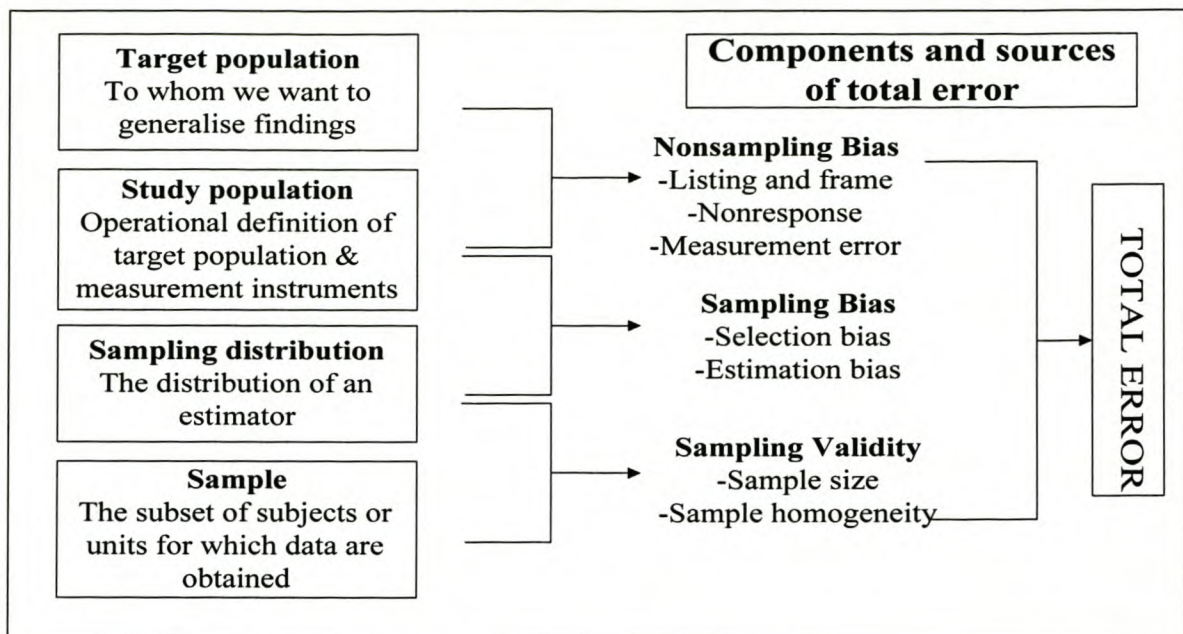 Target population
To whom we want to
generalise findings
Study population
Operational definition of
target population &
measurement instruments
Sampling distribution
The distribution of an
estimator
Sample
The subset of subjects or
units for which data are
obtained
Components and sources
of total error
Nonsampling Bias
-Listing and frame
-Nonresponse
-Measurement error
Sampling Bias
-Selection bias
-Estimation bias
Sampling Validity
-Sample size
-Sample homogeneity
TOTAL ERROR